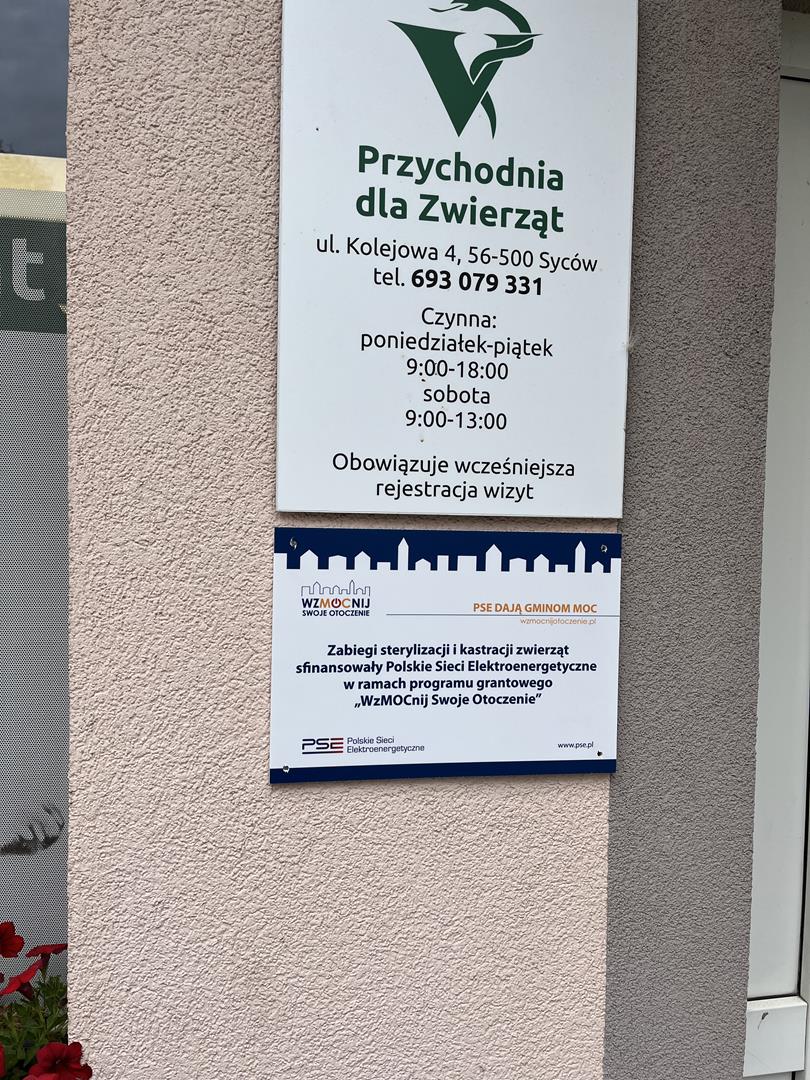 Przychodnia
dla Zwierząt
ul. Kolejowa 4, 56-500 Syców
tel. 693 079 331
Czynna:
poniedziałek-piątek
9:00-18:00
sobota
9:00-13:00
Obowiązuje wcześniejsza
rejestracja wizyt
t
WZMOCNIJ
SWOJE OTOCZENIE
PSE DAJĄ GMINOM MOC
wzmocnijotoczenie.pl
Zabiegi sterylizacji i kastracji zwierząt
sfinansowały Polskie Sieci Elektroenergetyczne
w ramach programu grantowego
„WzMOCnij Swoje Otoczenie”
PSE Polskie Sieci
Elektroenergetyczne
www.pse.pl